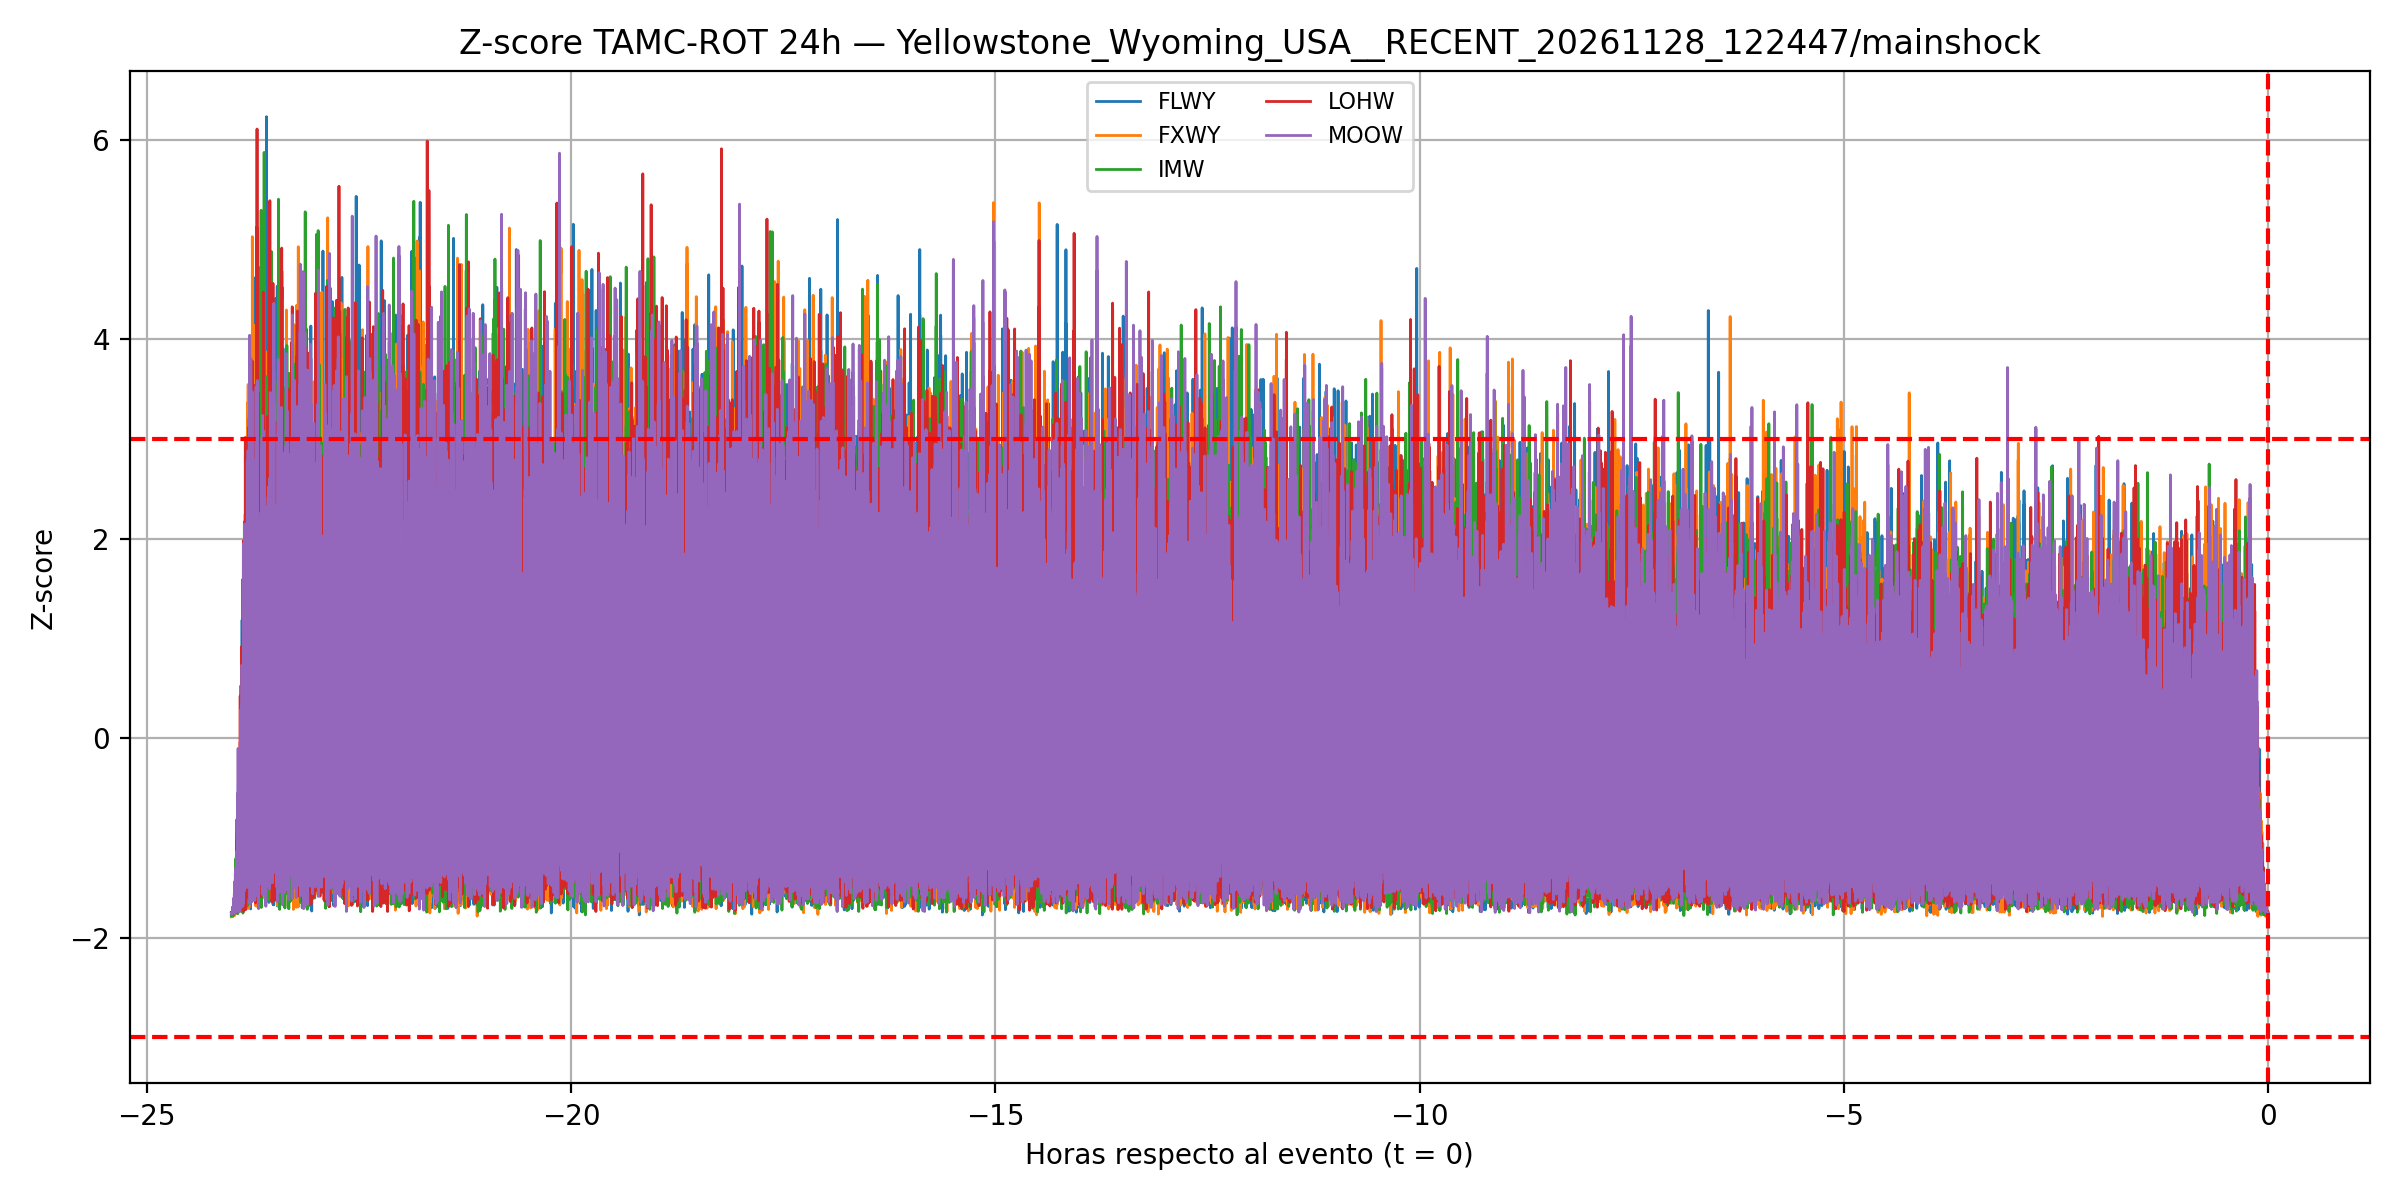 Z-score TAMC-ROT 24h — Yellowstone_Wyoming_USA__RECENT_20261128_122447/mainshock
FLWY LOHW
FXWY MOOW
IMW
6
4
2
0
−2
Z-score
−25 −20 −15 −10 −5 0
Horas respecto al evento (t = 0)